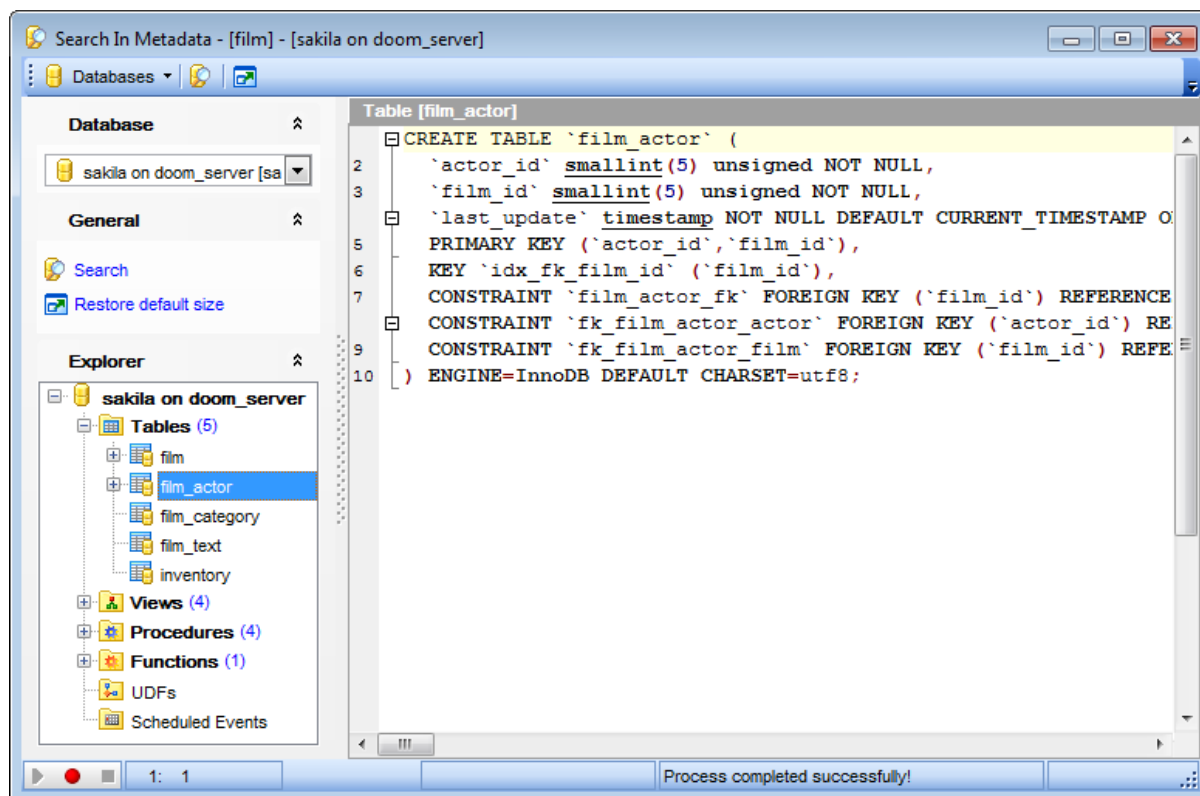 Search In Metadata - [film] - [sakila on doom_server]
Databases
Database
sakila on doom_server [sa
General
Search
Restore default size
Explorer
sakila on doom_server
Tables (5)
film
film_actor
film_category
film_text
inventory
Views (4)
Procedures (4)
Functions (1)
UDFs
Scheduled Events
Table [film_actor]
CREATE TABLE `film_actor` (
2 `actor_id` smallint(5) unsigned NOT NULL,
3 `film_id` smallint(5) unsigned NOT NULL,
`last_update` timestamp NOT NULL DEFAULT CURRENT_TIMESTAMP O
5 PRIMARY KEY (`actor_id`,`film_id`),
6 KEY `idx_fk_film_id` (`film_id`),
7 CONSTRAINT `film_actor_fk` FOREIGN KEY (`film_id`) REFERENCE
CONSTRAINT `fk_film_actor_actor` FOREIGN KEY (`actor_id`) RE
9 CONSTRAINT `fk_film_actor_film` FOREIGN KEY (`film_id`) REFE
10 ) ENGINE=InnoDB DEFAULT CHARSET=utf8;
1: 1
Process completed successfully!